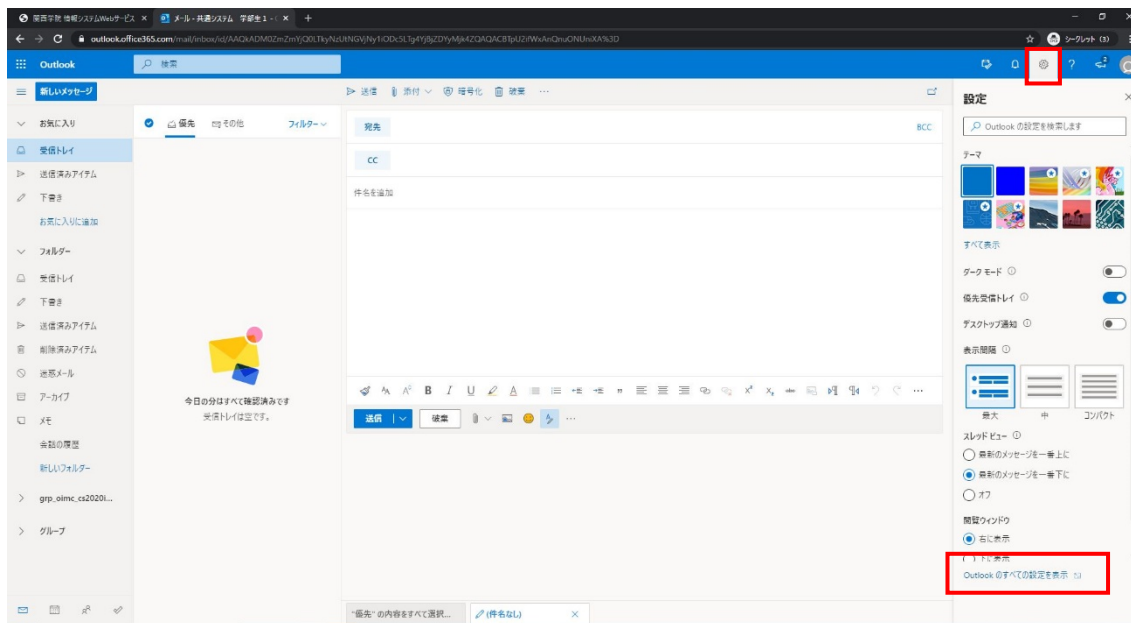 関西学院 情報システムWebサービス
メール - 共通システム 学部生1 -
outlook.office365.com/mail/inbox/id/
シークレット (3)
Outlook
検索
新しいメッセージ
送信
添付
暗号化
破棄
...
お気に入り
受信トレイ
送信済みアイテム
下書き
お気に入りに追加
フォルダー
受信トレイ
下書き
送信済みアイテム
削除済みアイテム
迷惑メール
アーカイブ
メモ
会話の履歴
新しいフォルダー
grp_oimc_cs2020i...
グループ
優先
その他
フィルター
今日の分はすべて確認済みです
受信トレイは空です。
宛先
BCC
CC
件名を追加
送信
破棄
"優先" の内容をすべて選択...
(件名なし)
設定
Outlook の設定を検索します
テーマ
すべて表示
ダーク モード
優先受信トレイ
デスクトップ通知
表示間隔
最大
中
コンパクト
スレッド ビュー
最新のメッセージを一番上に
最新のメッセージを一番下に
オフ
閲覧ウィンドウ
右に表示
下に表示
Outlook のすべての設定を表示